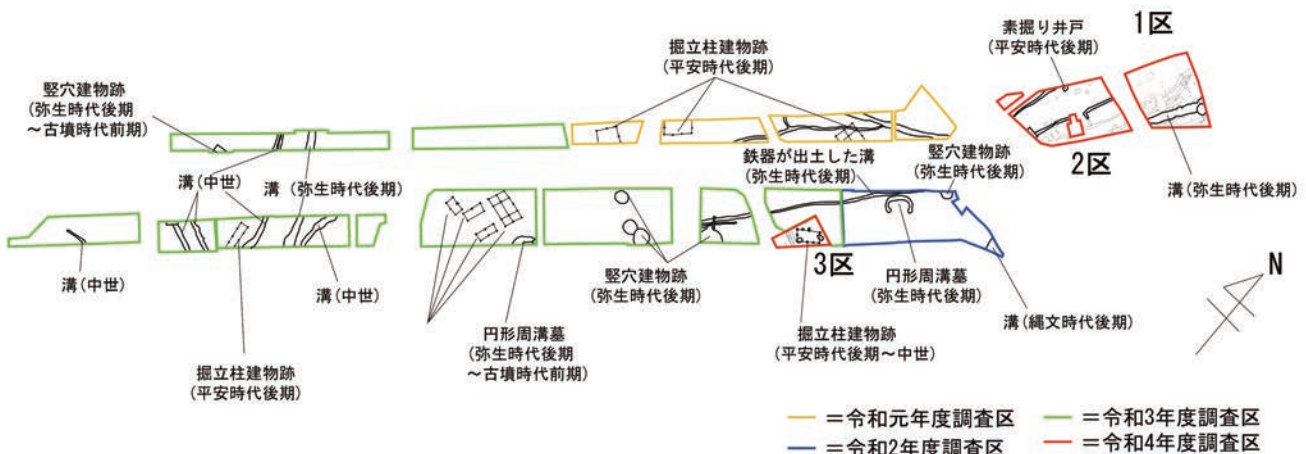 1区
素掘り井戸
(平安時代後期)
掘立柱建物跡
(平安時代後期)
竪穴建物跡
(弥生時代後期
~古墳時代前期)
2区
鉄器が出土した溝
(弥生時代後期)
竪穴建物跡
(弥生時代後期)
溝(弥生時代後期)
溝(中世)
溝(弥生時代後期)
3区
N
竪穴建物跡
(弥生時代後期)
円形周溝墓
(弥生時代後期)
溝(中世)
溝(中世)
溝(縄文時代後期)
円形周溝墓
(弥生時代後期
~古墳時代前期)
掘立柱建物跡
(平安時代後期~中世)
掘立柱建物跡
(平安時代後期)
=令和元年度調査区
=令和3年度調査区
=令和2年度調査区
=令和4年度調査区